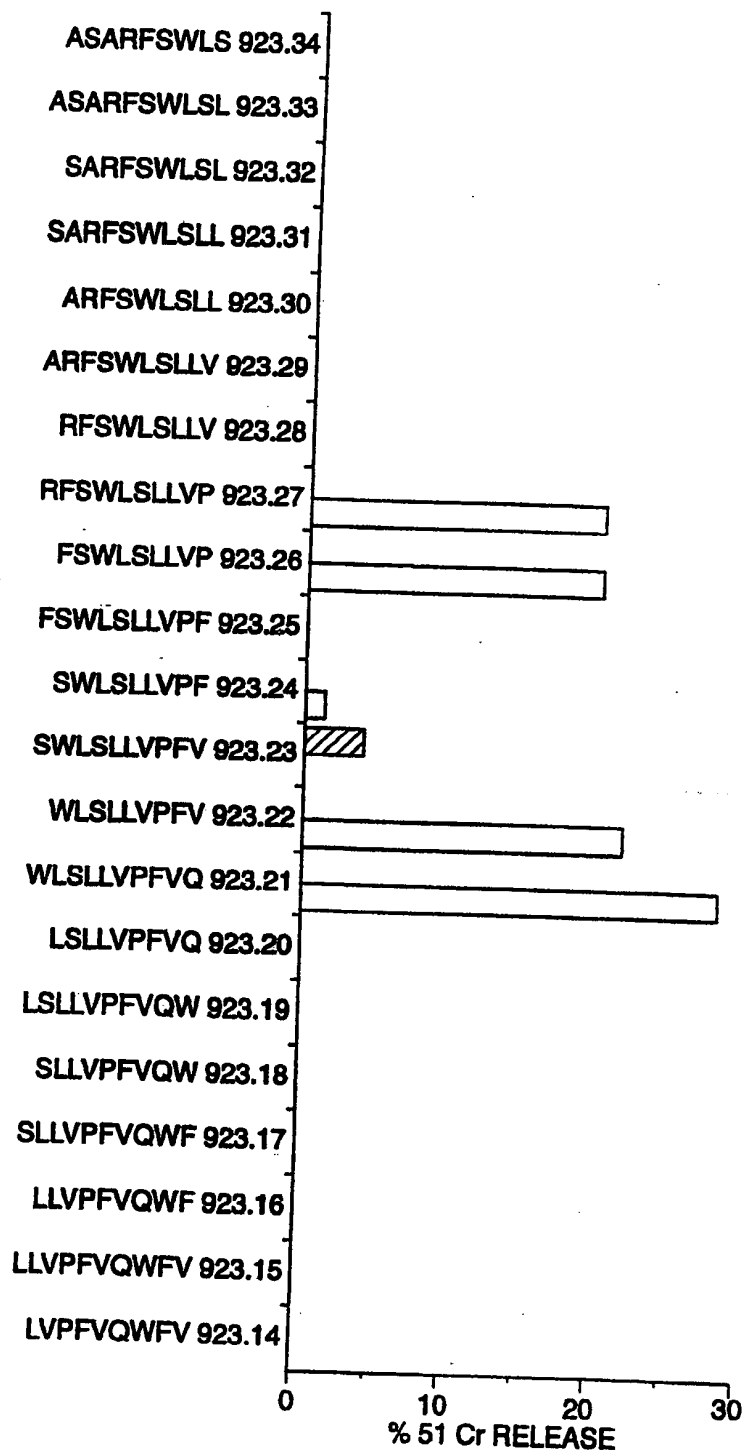 ASARFSWLS 923.34
ASARFSWLSL 923.33
SARFSWLSL 923.32
SARFSWLSLL 923.31
ARFSWLSLL 923.30
ARFSWLSLLV 923.29
RFSWLSLLV 923.28
RFSWLSLLVP 923.27
FSWLSLLVP 923.26
FSWLSLLVPF 923.25
SWLSLLVPF 923.24
SWLSLLVPFV 923.23
WLSLLVPFV 923.22
WLSLLVPFVQ 923.21
LSLLVPFVQ 923.20
LSLLVPFVQW 923.19
SLLVPFVQW 923.18
SLLVPFVQWF 923.17
LLVPFVQWF 923.16
LLVPFVQWFV 923.15
LVPFVQWFV 923.14
0 10 20 30
% 51 Cr RELEASE